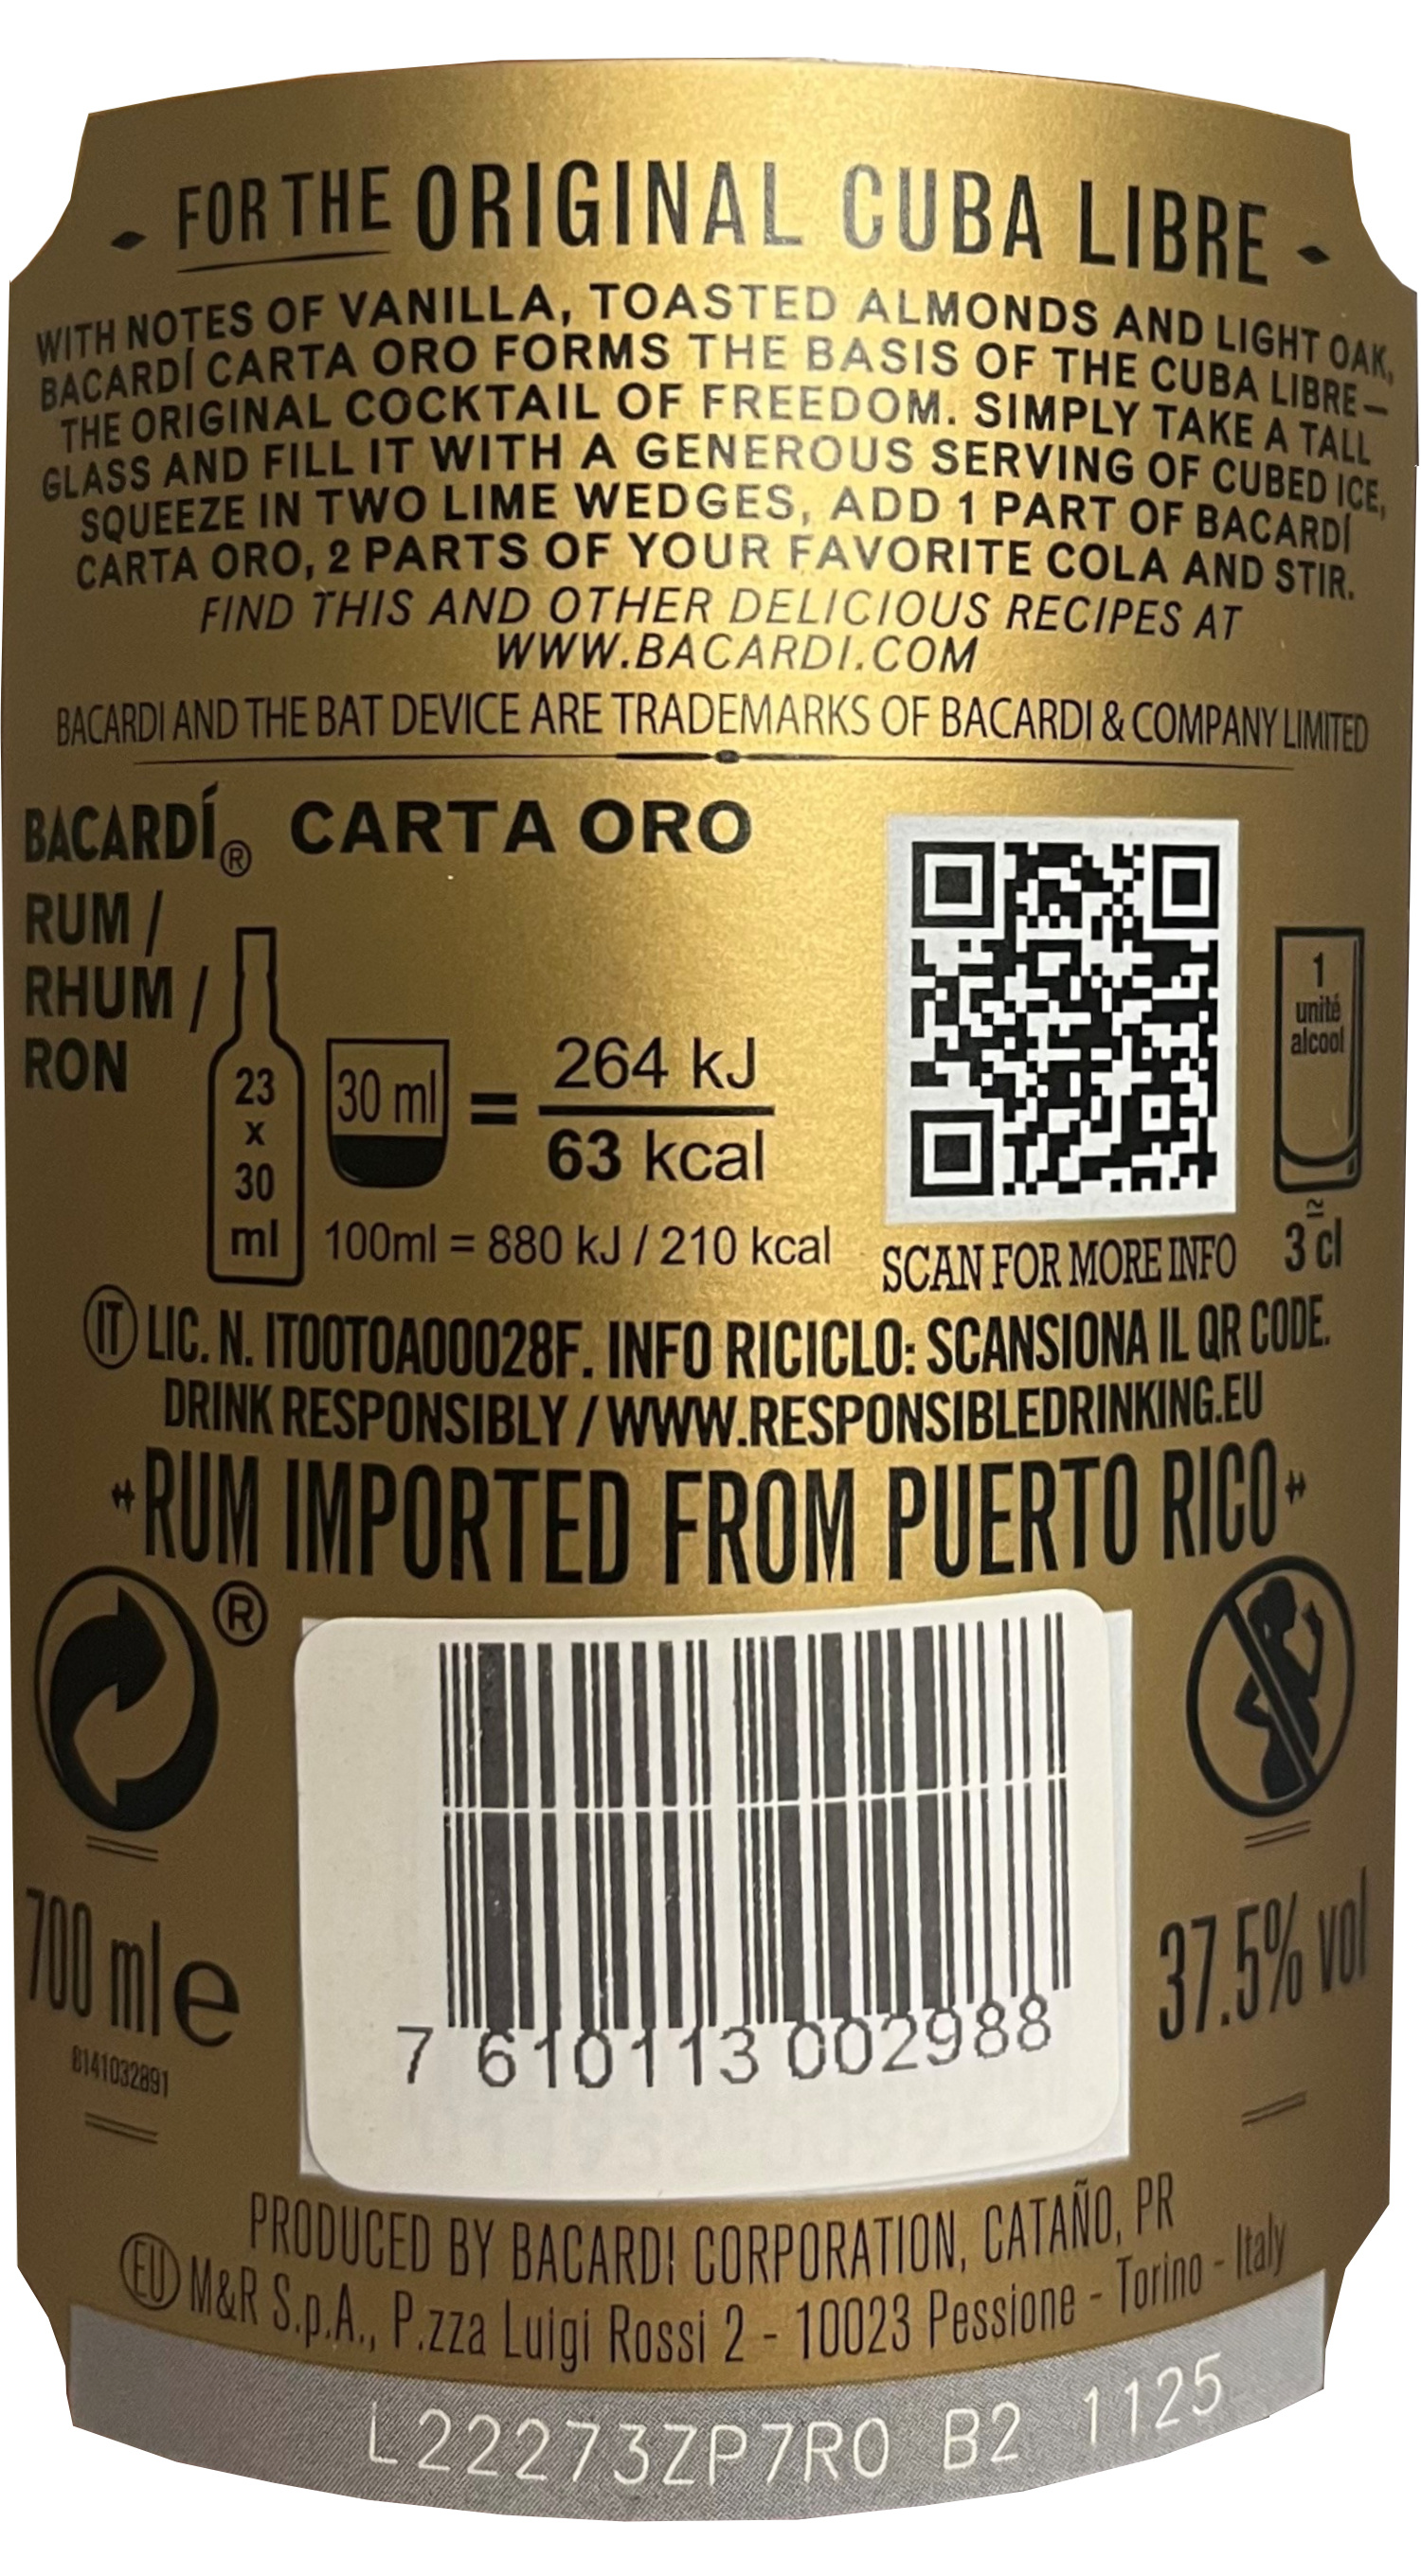 FOR THE ORIGINAL CUBA LIBRE
WITH NOTES OF VANILLA, TOASTED ALMONDS AND LIGHT OAK,
BACARDÍ CARTA ORO FORMS THE BASIS OF THE CUBA LIBRE—
THE ORIGINAL COCKTAIL OF FREEDOM. SIMPLY TAKE A TALL
GLASS AND FILL IT WITH A GENEROUS SERVING OF CUBED ICE,
SQUEEZE IN TWO LIME WEDGES, ADD 1 PART OF BACARDÍ
CARTA ORO, 2 PARTS OF YOUR FAVORITE COLA AND STIR.
FIND THIS AND OTHER DELICIOUS RECIPES AT
WWW.BACARDI.COM
BACARDI AND THE BAT DEVICE ARE TRADEMARKS OF BACARDI & COMPANY LIMITED
BACARDÍ® CARTA ORO
RUM /
RHUM /
RON
23
x
30
ml
30 ml = 264 kJ
63 kcal
100ml = 880 kJ / 210 kcal
SCAN FOR MORE INFO
1
unité
alcool
≃
3 cl
IT LIC. N. IT00TOA00028F. INFO RICICLO: SCANSIONA IL QR CODE.
DRINK RESPONSIBLY / WWW.RESPONSIBLEDRINKING.EU
RUM IMPORTED FROM PUERTO RICO
®
700 ml e
8141032891
7 610113 002988
37.5% vol
PRODUCED BY BACARDI CORPORATION, CATAÑO, PR
EU M&R S.p.A., P.zza Luigi Rossi 2 - 10023 Pessione - Torino - Italy
L22273ZP7RO B2 1125